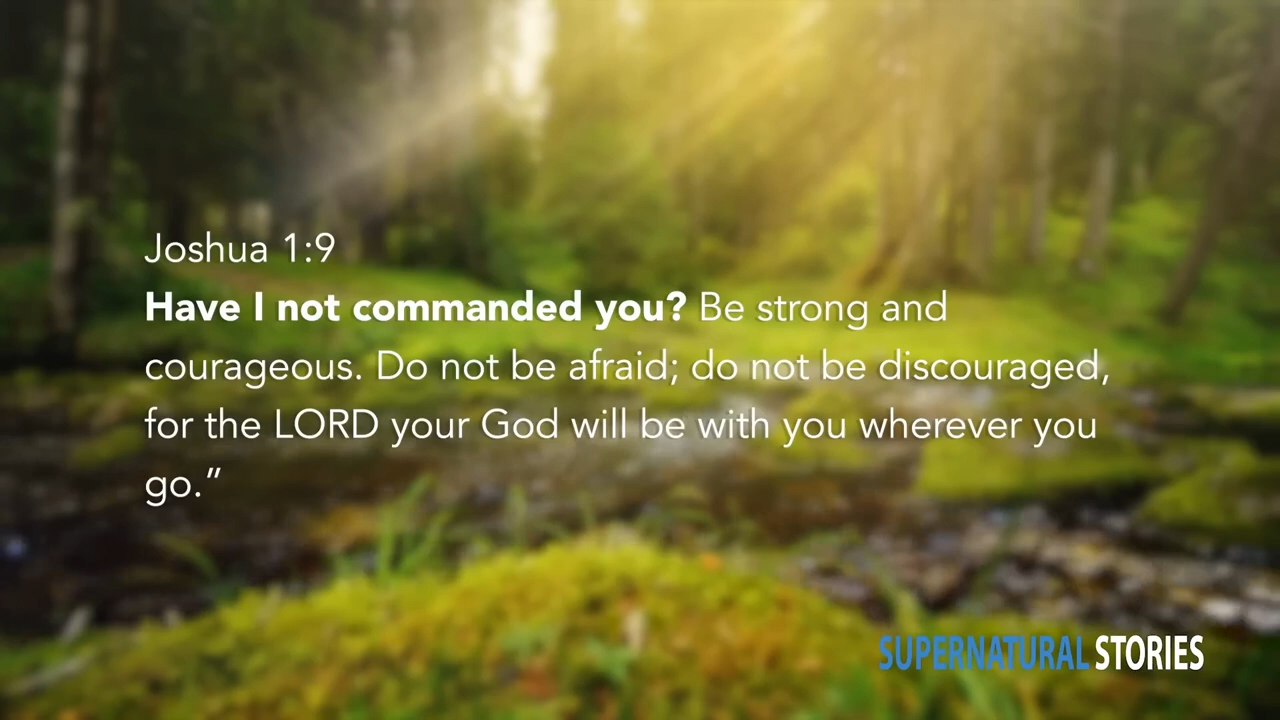 Joshua 1:9
Have I not commanded you? Be strong and
courageous. Do not be afraid; do not be discouraged,
for the LORD your God will be with you wherever you
go.”
SUPERNATURAL STORIES